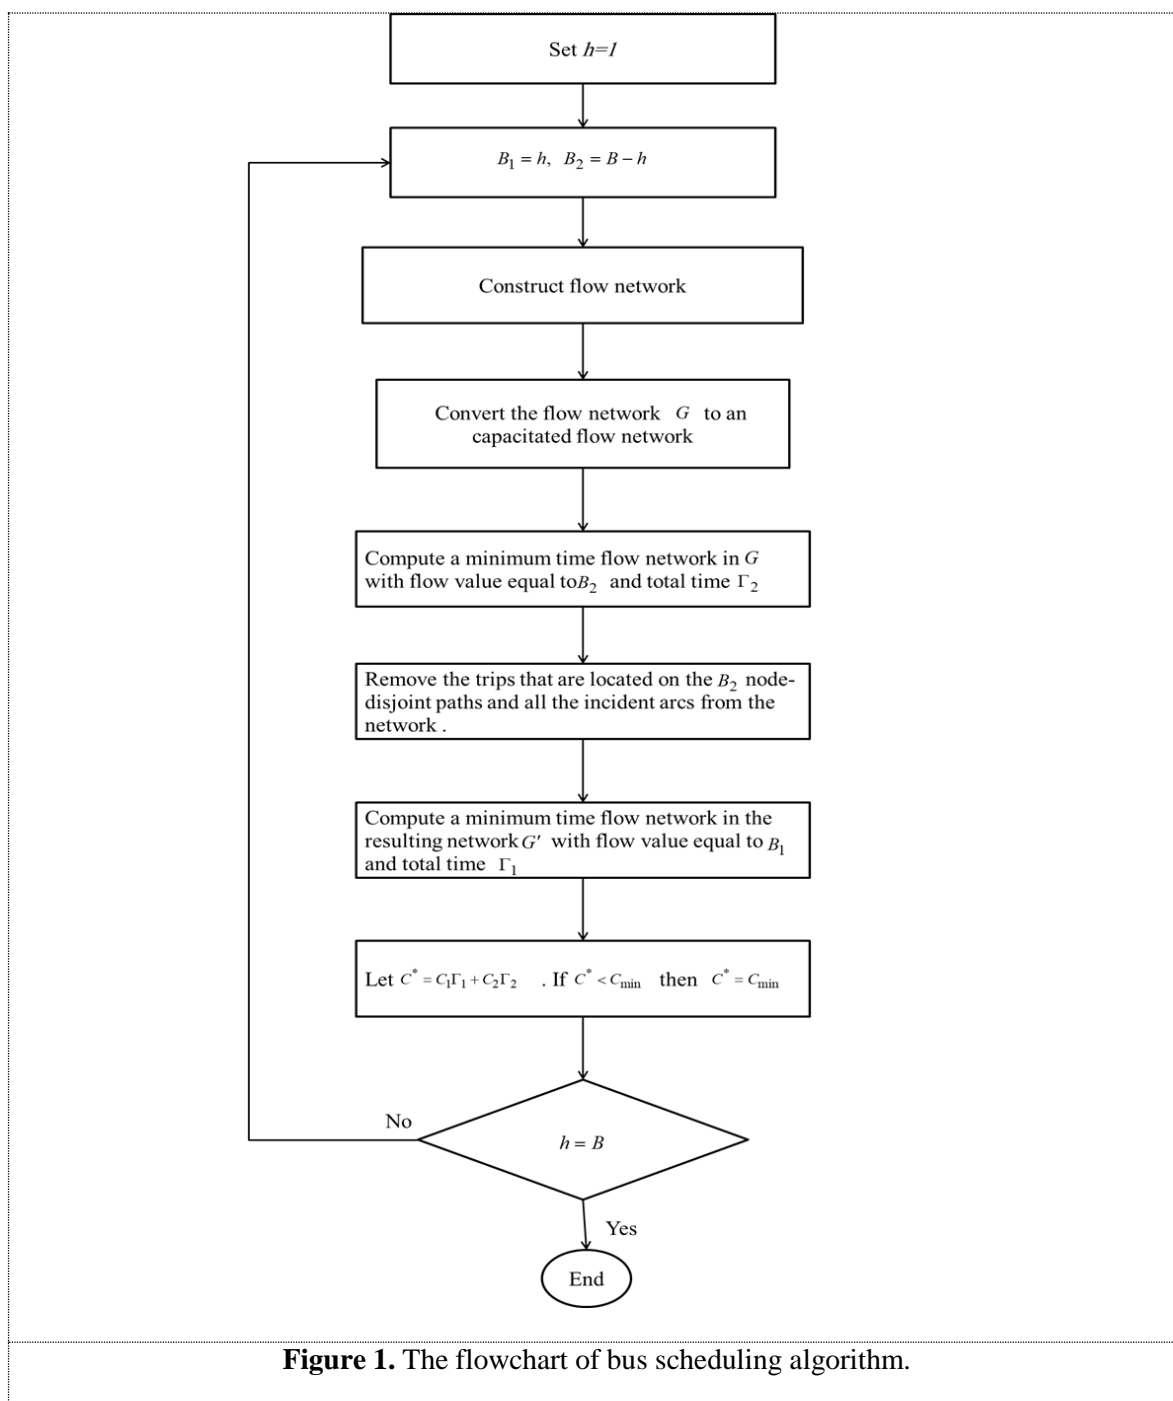 Set h=1
B₁ = h, B₂ = B − h
Construct flow network
Convert the flow network G to an
capacitated flow network
Compute a minimum time flow network in G
with flow value equal toB₂ and total time Γ₂
Remove the trips that are located on the B₂ node-
disjoint paths and all the incident arcs from the
network .
Compute a minimum time flow network in the
resulting network G′ with flow value equal to B₁
and total time Γ₁
Let C* = C₁Γ₁ + C₂Γ₂ . If C* < Cmin then C* = Cmin
No
h = B
Yes
End
Figure 1. The flowchart of bus scheduling algorithm.